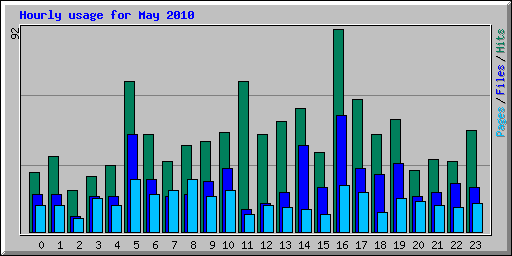 Hourly usage for May 2010
92
Pages / Files / Hits
0 1 2 3 4 5 6 7 8 9 10 11 12 13 14 15 16 17 18 19 20 21 22 23